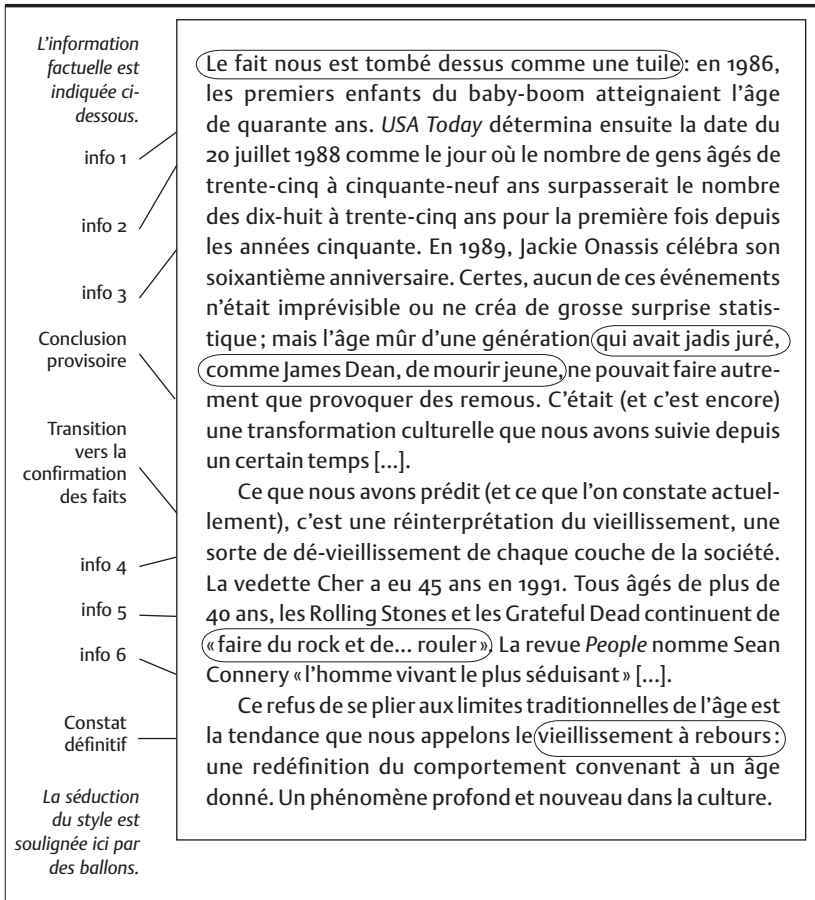 L'information
factuelle est
indiquée ci-
dessous.
info 1
info 2
info 3
Conclusion
provisoire
Transition
vers la
confirmation
des faits
info 4
info 5
info 6
Constat
définitif
La séduction
du style est
soulignée ici par
des ballons.
Le fait nous est tombé dessus comme une tuile : en 1986,
les premiers enfants du baby-boom atteignaient l'âge
de quarante ans. USA Today détermina ensuite la date du
20 juillet 1988 comme le jour où le nombre de gens âgés de
trente-cinq à cinquante-neuf ans surpasserait le nombre
des dix-huit à trente-cinq ans pour la première fois depuis
les années cinquante. En 1989, Jackie Onassis célébra son
soixantième anniversaire. Certes, aucun de ces événements
n'était imprévisible ou ne créa de grosse surprise statis-
tique ; mais l'âge mûr d'une génération qui avait jadis juré,
comme James Dean, de mourir jeune, ne pouvait faire autre-
ment que provoquer des remous. C'était (et c'est encore)
une transformation culturelle que nous avons suivie depuis
un certain temps [...].
Ce que nous avons prédit (et ce que l'on constate actuel-
lement), c'est une réinterprétation du vieillissement, une
sorte de dé-vieillissement de chaque couche de la société.
La vedette Cher a eu 45 ans en 1991. Tous âgés de plus de
40 ans, les Rolling Stones et les Grateful Dead continuent de
« faire du rock et de... rouler ». La revue People nomme Sean
Connery « l'homme vivant le plus séduisant » [...].
Ce refus de se plier aux limites traditionnelles de l'âge est
la tendance que nous appelons le vieillissement à rebours :
une redéfinition du comportement convenant à un âge
donné. Un phénomène profond et nouveau dans la culture.